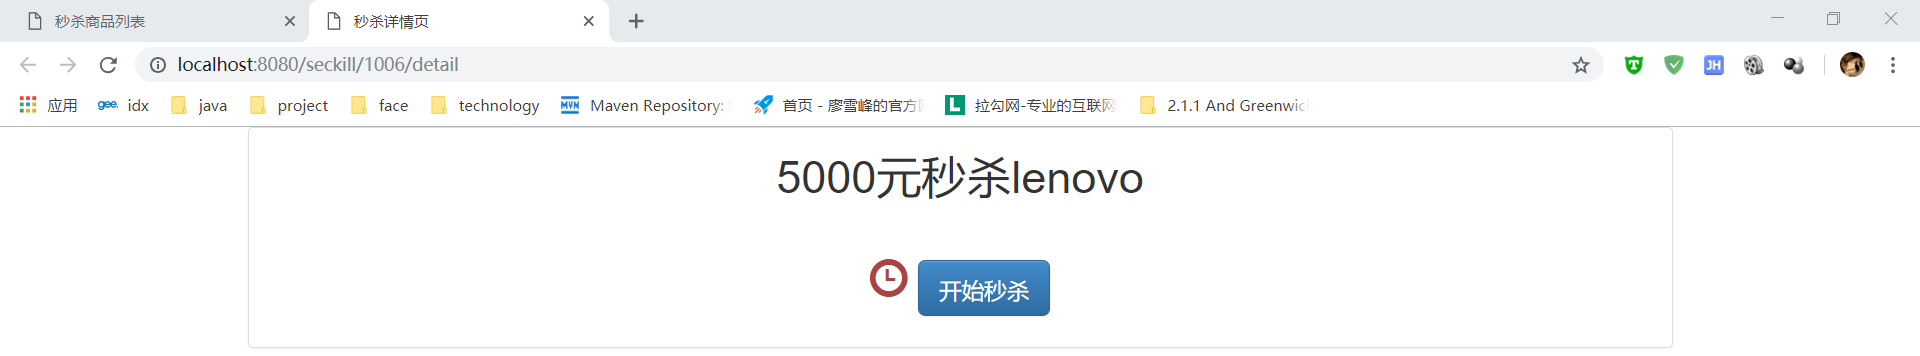 秒杀商品列表
秒杀详情页
localhost:8080/seckill/1006/detail
JH
应用
gee.
idx
java
project
face
technology
MVN
Maven Repository:
首页 - 廖雪峰的官方
L
拉勾网-专业的互联网
2.1.1 And Greenwic
5000元秒杀lenovo
开始秒杀